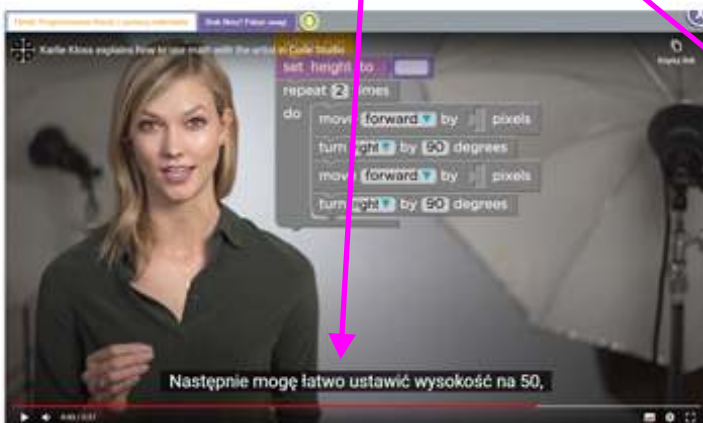 Karlie Kloss explains how to use math with the artist in Code Studio
set height to
repeat 2 times
do
move forward by pixels
turn right by 90 degrees
move forward by pixels
turn right by 90 degrees
Następnie mogę łatwo ustawić wysokość na 50,